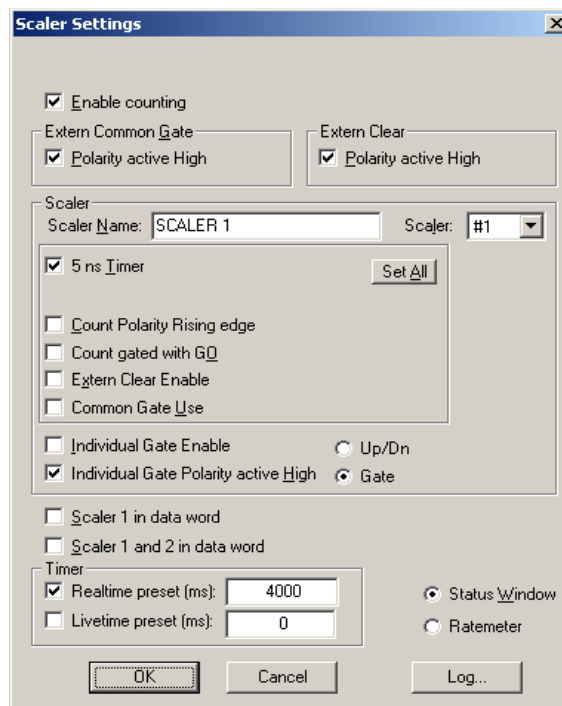 Scaler Settings
Enable counting
Extern Common Gate
Polarity active High
Extern Clear
Polarity active High
Scaler
Scaler Name: SCALER 1 Scaler: #1
5 ns Timer Set All
Count Polarity Rising edge
Count gated with GO
Extern Clear Enable
Common Gate Use
Individual Gate Enable Up/Dn
Individual Gate Polarity active High Gate
Scaler 1 in data word
Scaler 1 and 2 in data word
Timer
Realtime preset (ms): 4000 Status Window
Livetime preset (ms): 0 Ratemeter
OK Cancel Log...